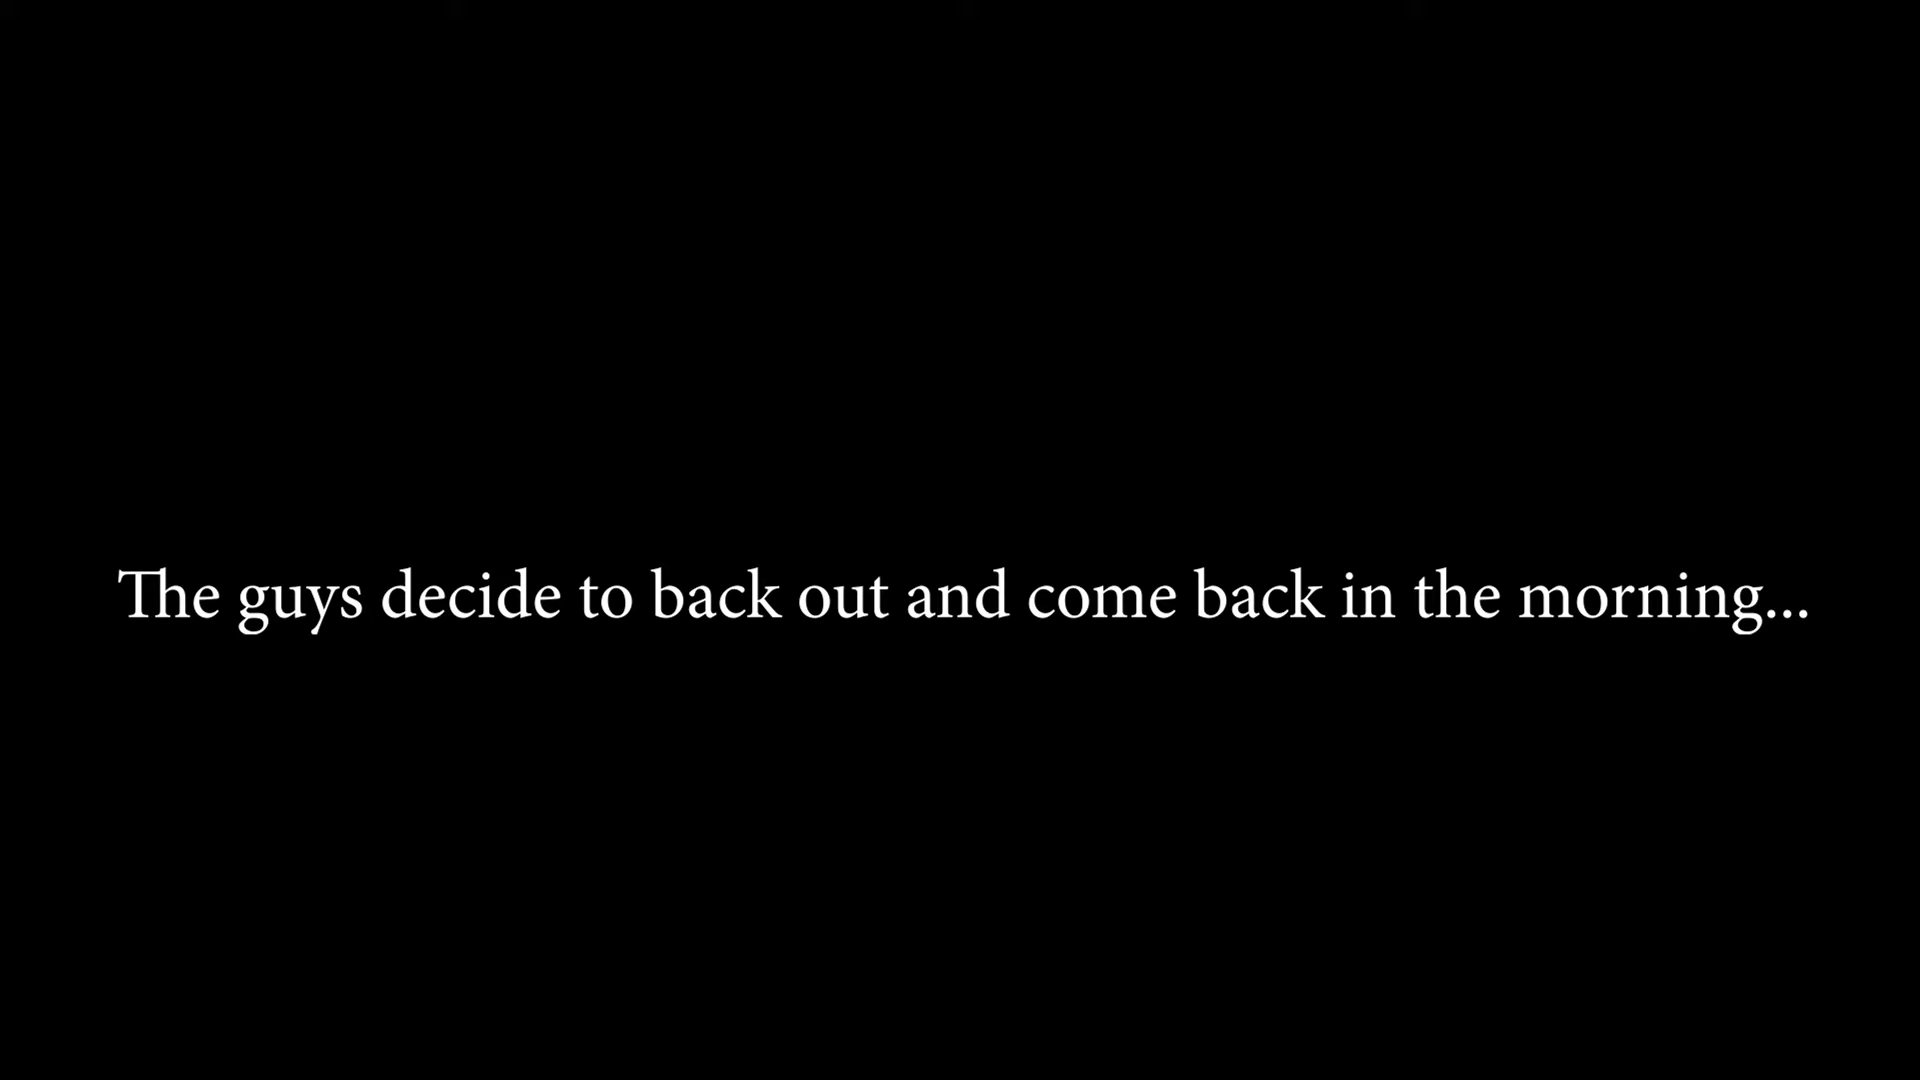 The guys decide to back out and come back in the morning...